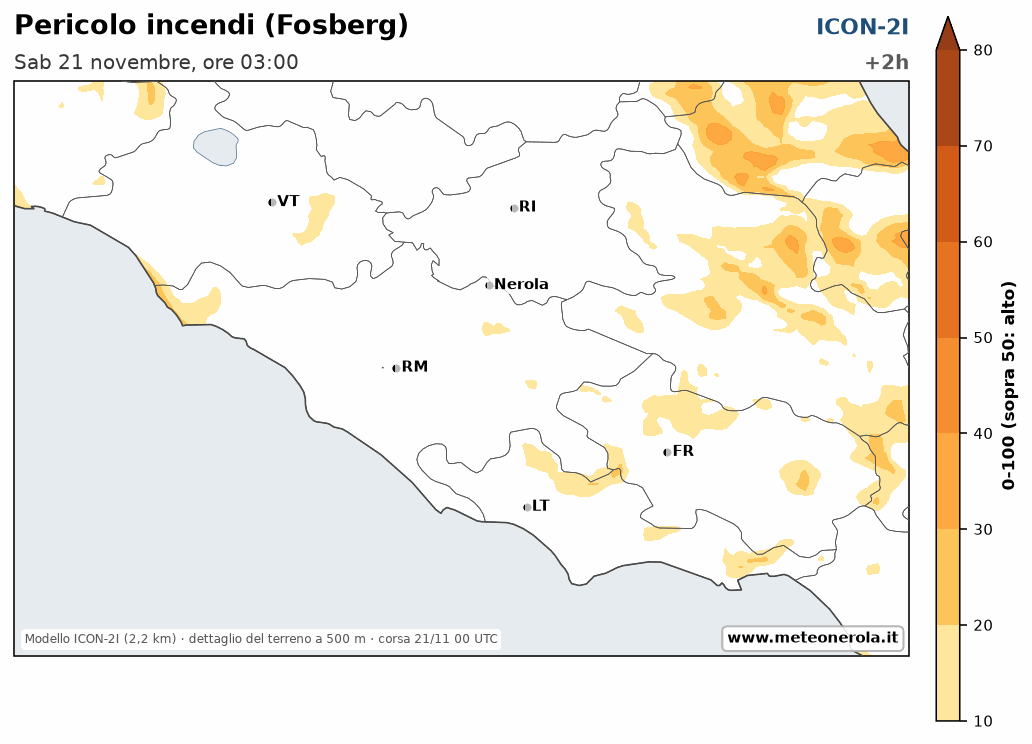 Pericolo incendi (Fosberg)
ICON-2I
Sab 21 novembre, ore 03:00
+2h
VT
RI
Nerola
RM
FR
LT
80
70
60
50
40
30
20
10
0-100 (sopra 50: alto)
Modello ICON-2I (2,2 km) · dettaglio del terreno a 500 m · corsa 21/11 00 UTC
www.meteonerola.it